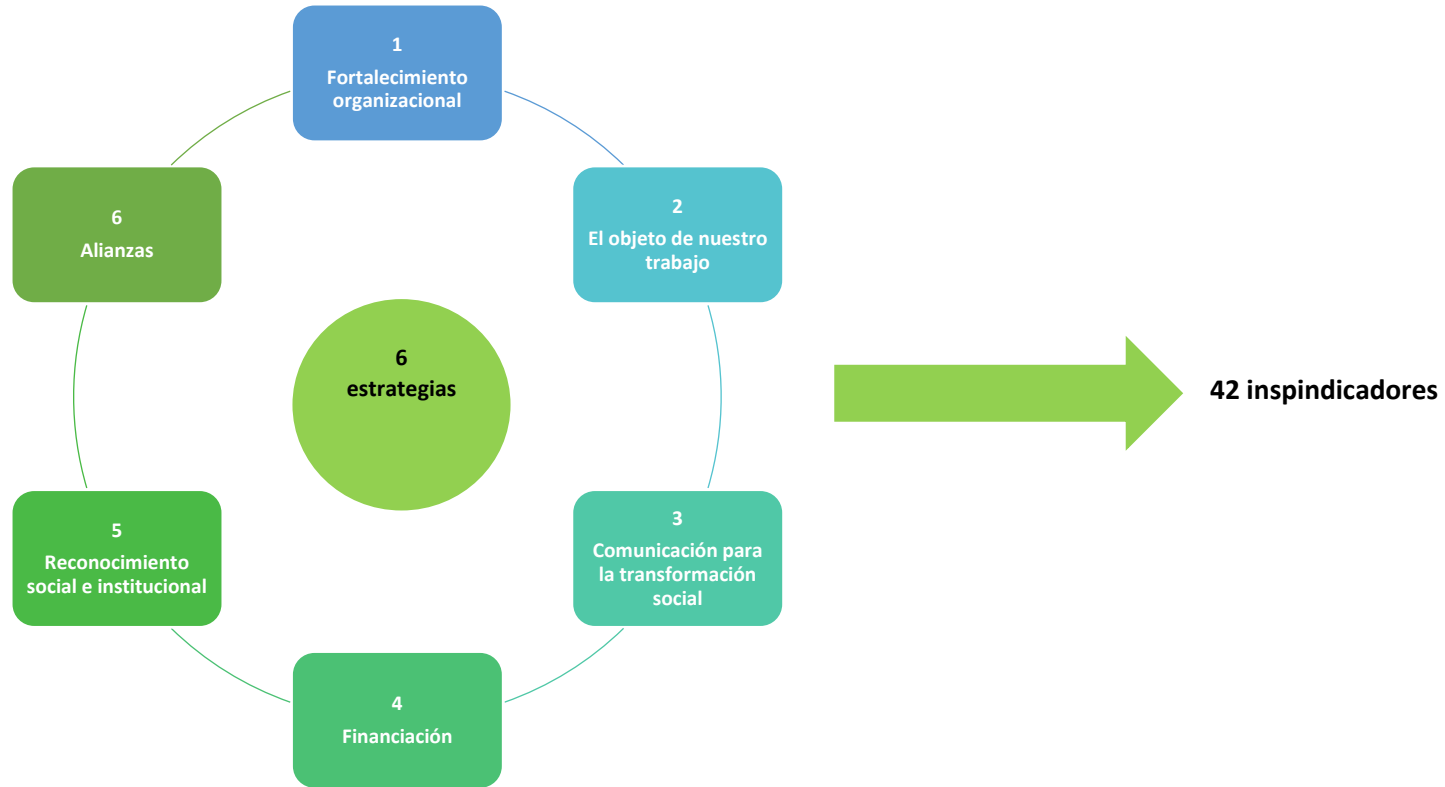 1
Fortalecimiento
organizacional
2
El objeto de nuestro
trabajo
3
Comunicación para
la transformación
social
4
Financiación
5
Reconocimiento
social e institucional
6
Alianzas
6
estrategias
42 inspindicadores